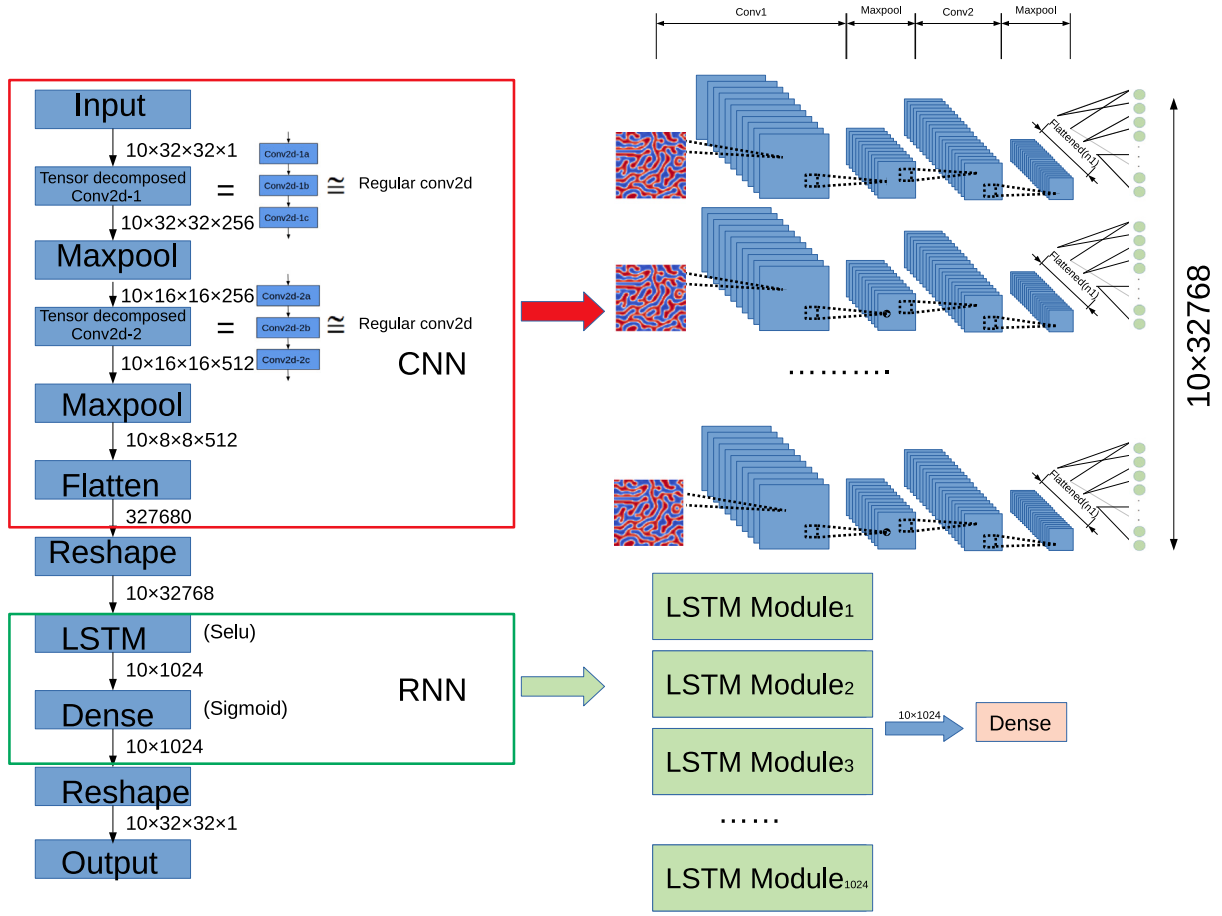 Input
10×32×32×1
Tensor decomposed
Conv2d-1
=
Conv2d-1a
Conv2d-1b
Conv2d-1c
≅
Regular conv2d
10×32×32×256
Maxpool
10×16×16×256
Tensor decomposed
Conv2d-2
=
Conv2d-2a
Conv2d-2b
Conv2d-2c
≅
Regular conv2d
10×16×16×512
CNN
Maxpool
10×8×8×512
Flatten
327680
Reshape
10×32768
LSTM
(Selu)
10×1024
RNN
Dense
(Sigmoid)
10×1024
Reshape
10×32×32×1
Output
Conv1
Maxpool
Conv2
Maxpool
Flattened(n1)
Flattened(n1)
..........
Flattened(n1)
10×32768
LSTM Module1
LSTM Module2
LSTM Module3
......
LSTM Module1024
10×1024
Dense